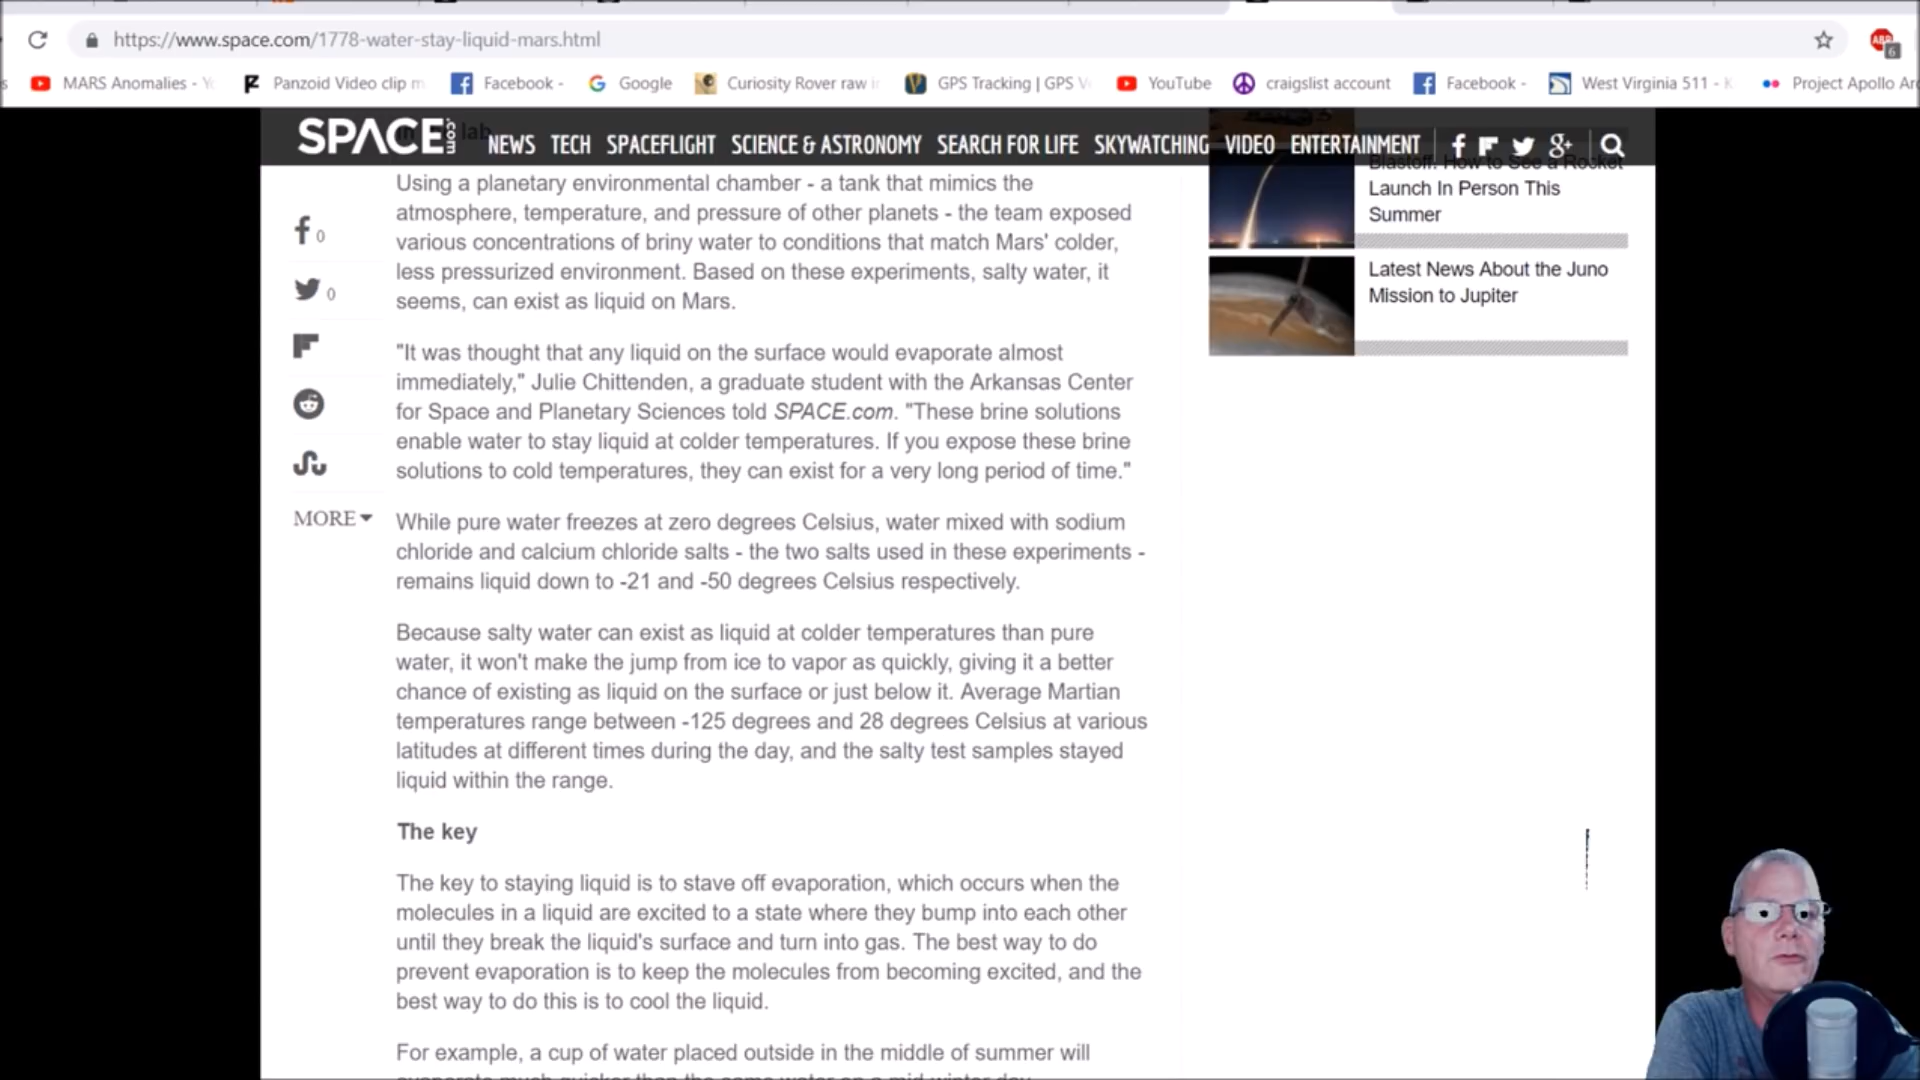 https://www.space.com/1778-water-stay-liquid-mars.html
ABP
6
MARS Anomalies - Y
Panzoid Video clip m
Facebook -
Google
Curiosity Rover raw i
GPS Tracking | GPS V
YouTube
craigslist account
Facebook -
West Virginia 511 - K
Project Apollo Ar
lab
SPACE.com
NEWS
TECH
SPACEFLIGHT
SCIENCE & ASTRONOMY
SEARCH FOR LIFE
SKYWATCHING
VIDEO
ENTERTAINMENT
Blastoff! How to See a Rocket
Launch In Person This
Summer
Latest News About the Juno
Mission to Jupiter
0
0
MORE
Using a planetary environmental chamber - a tank that mimics the
atmosphere, temperature, and pressure of other planets - the team exposed
various concentrations of briny water to conditions that match Mars' colder,
less pressurized environment. Based on these experiments, salty water, it
seems, can exist as liquid on Mars.
"It was thought that any liquid on the surface would evaporate almost
immediately," Julie Chittenden, a graduate student with the Arkansas Center
for Space and Planetary Sciences told SPACE.com. "These brine solutions
enable water to stay liquid at colder temperatures. If you expose these brine
solutions to cold temperatures, they can exist for a very long period of time."
While pure water freezes at zero degrees Celsius, water mixed with sodium
chloride and calcium chloride salts - the two salts used in these experiments -
remains liquid down to -21 and -50 degrees Celsius respectively.
Because salty water can exist as liquid at colder temperatures than pure
water, it won't make the jump from ice to vapor as quickly, giving it a better
chance of existing as liquid on the surface or just below it. Average Martian
temperatures range between -125 degrees and 28 degrees Celsius at various
latitudes at different times during the day, and the salty test samples stayed
liquid within the range.
The key
The key to staying liquid is to stave off evaporation, which occurs when the
molecules in a liquid are excited to a state where they bump into each other
until they break the liquid's surface and turn into gas. The best way to do
prevent evaporation is to keep the molecules from becoming excited, and the
best way to do this is to cool the liquid.
For example, a cup of water placed outside in the middle of summer will